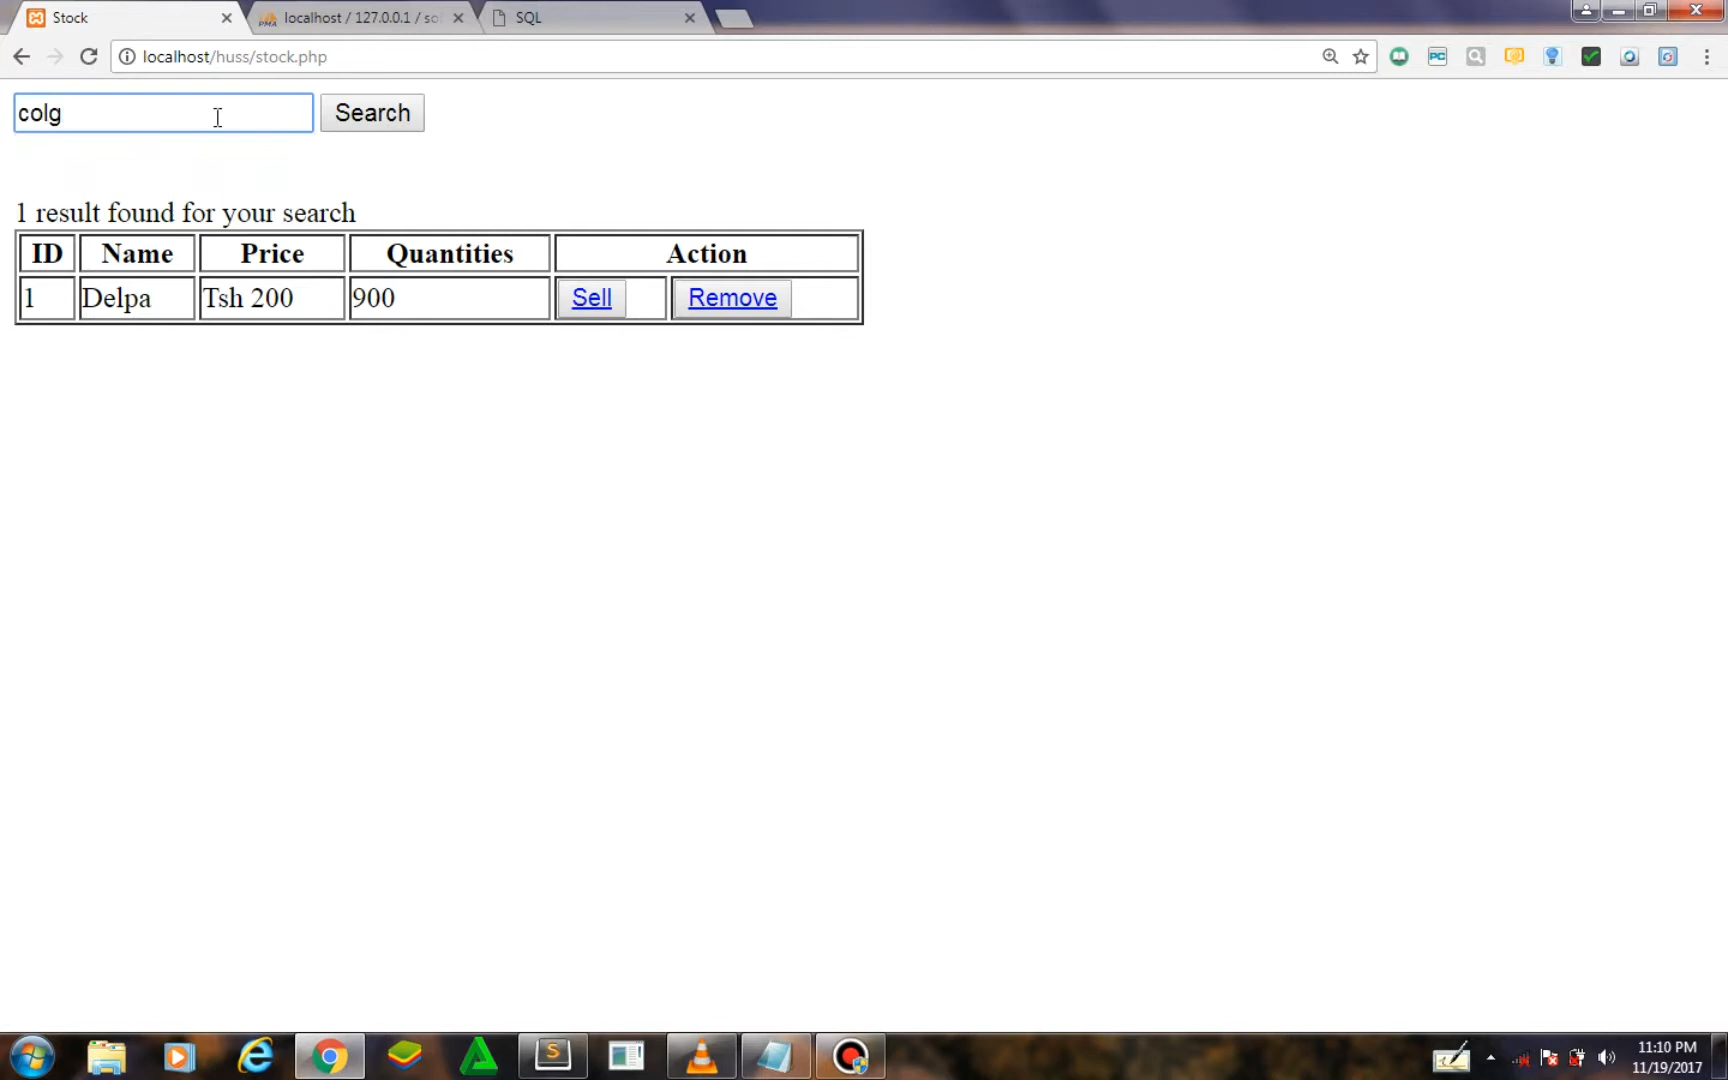 Stock
localhost / 127.0.0.1 / so
SQL
localhost/huss/stock.php
PC
colg
Search
1 result found for your search
ID Name Price Quantities Action
1 Delpa Tsh 200 900 Sell Remove
11:10 PM
11/19/2017